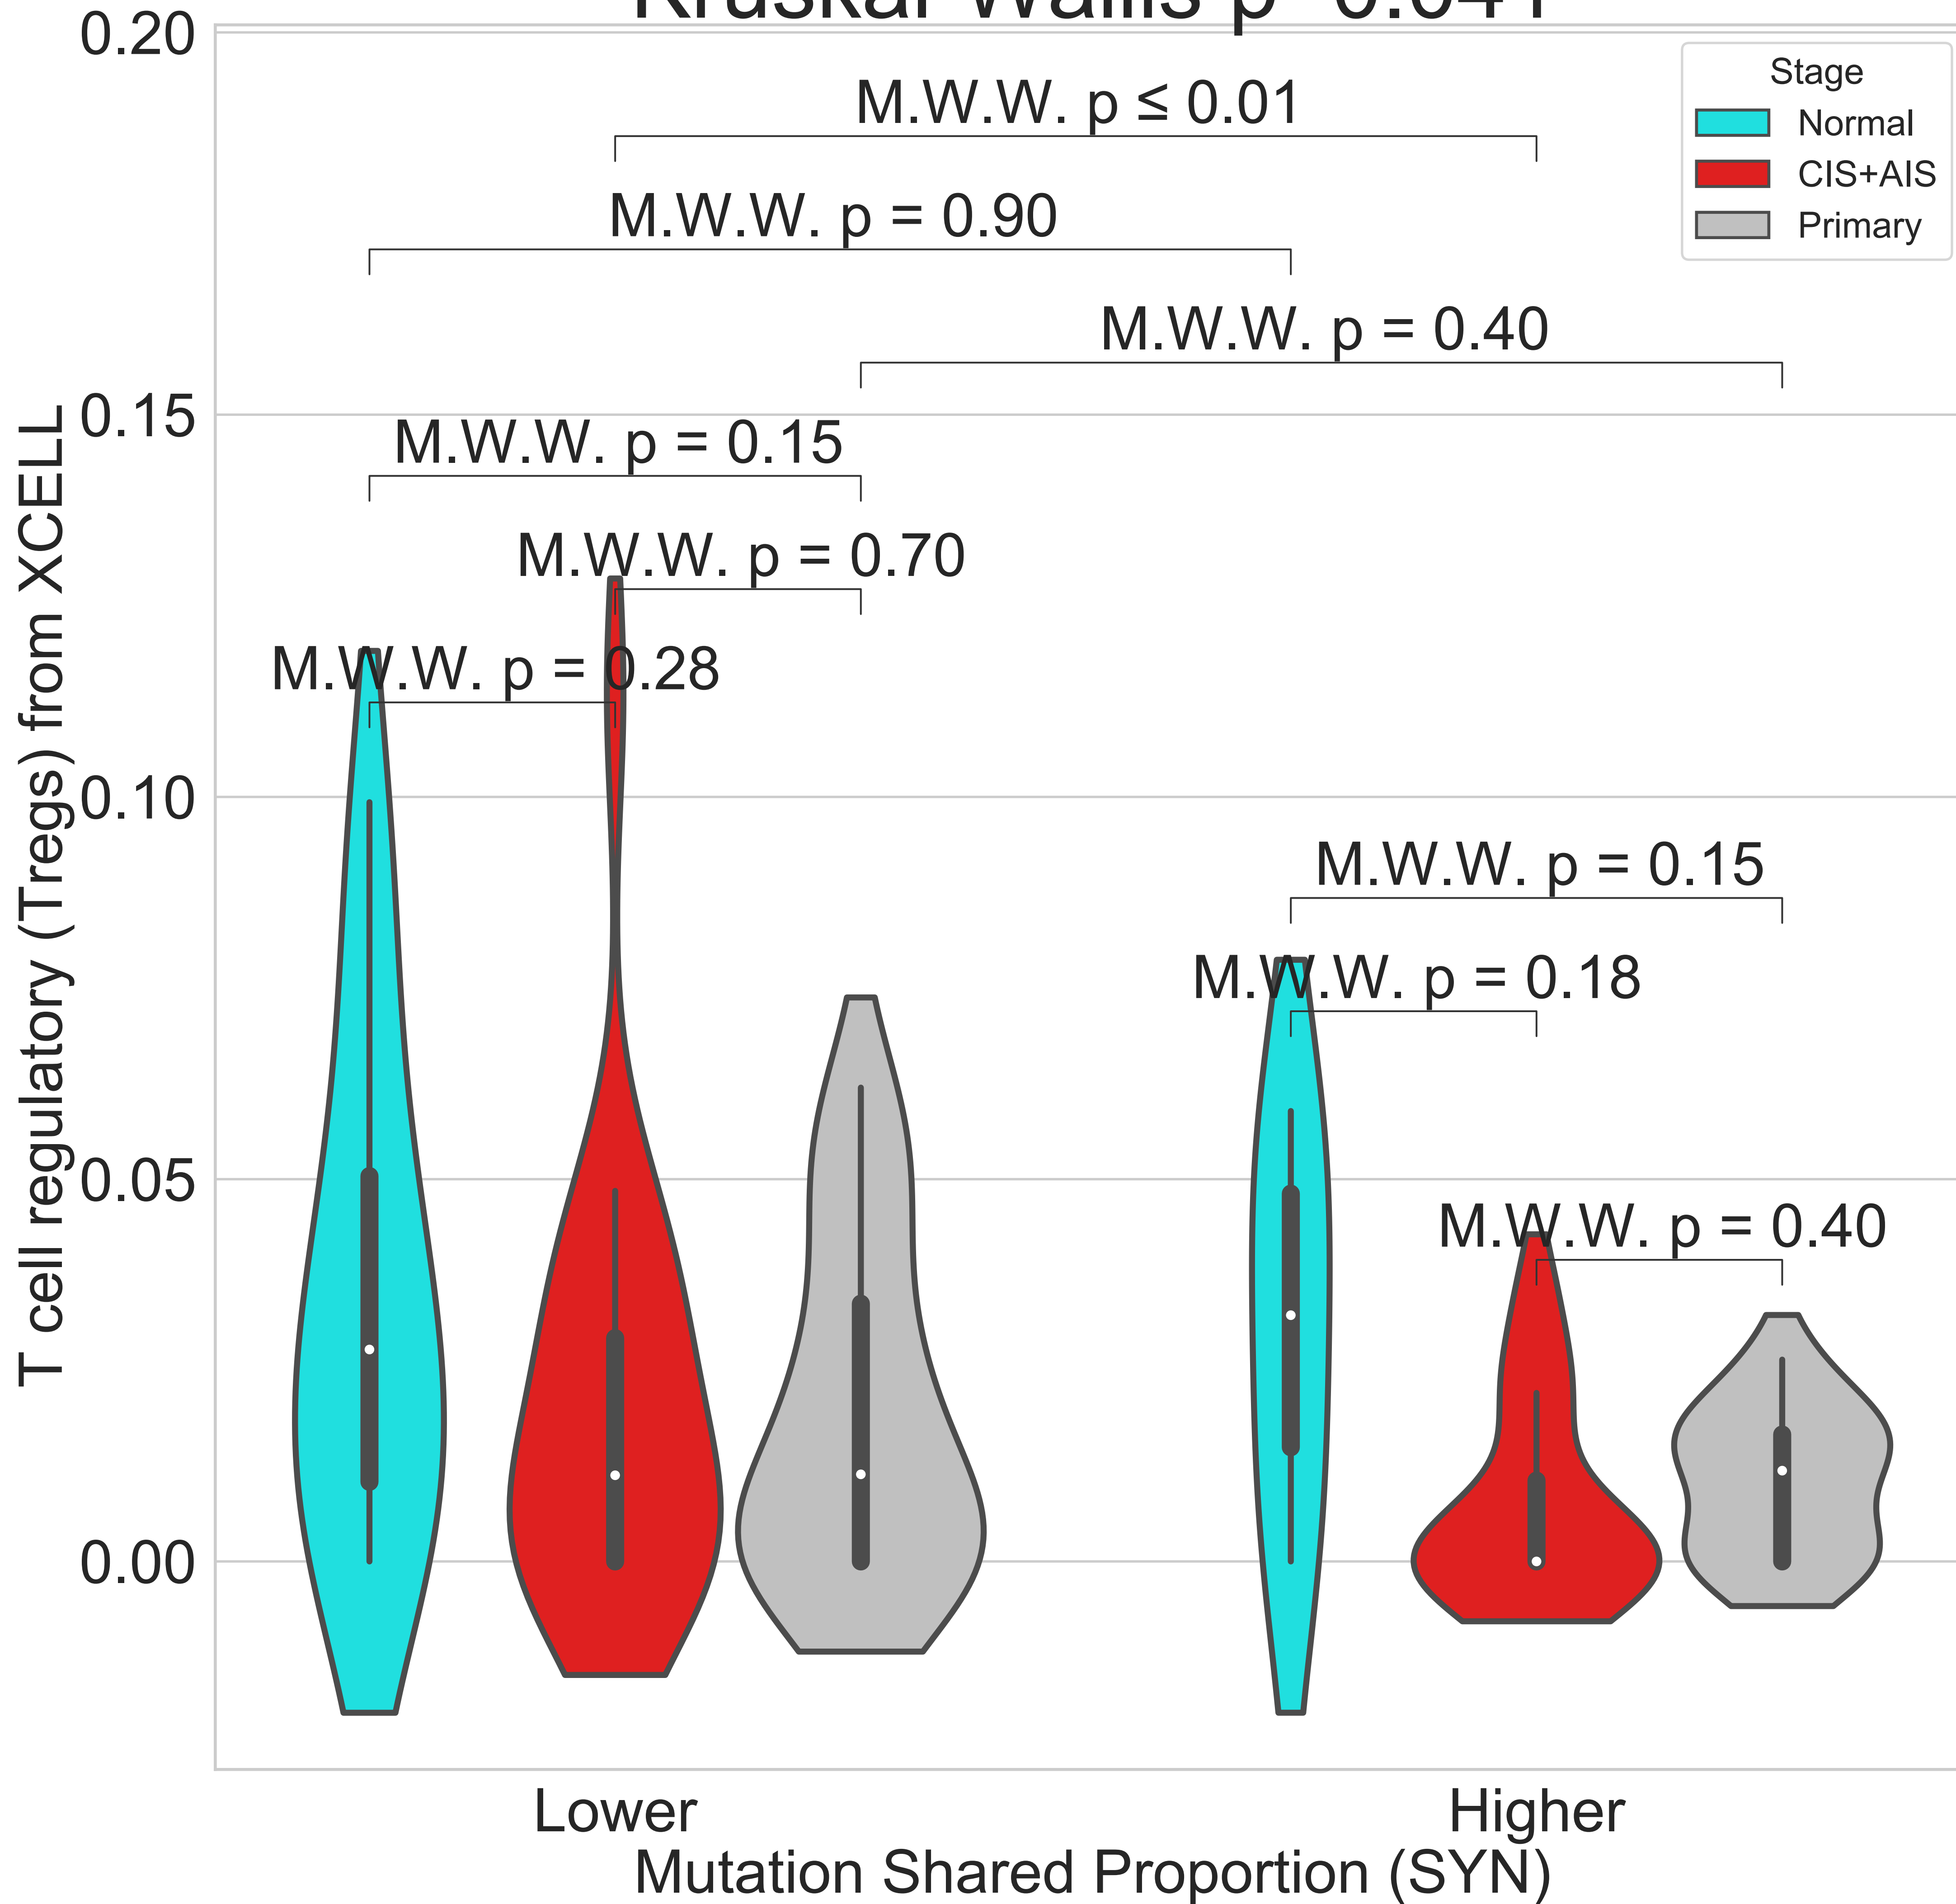 Kruskal Wallis p
0.20
Stage
Normal
CIS+AIS
Primary
M.W.W. p ≤ 0.01
M.W.W. p = 0.90
M.W.W. p = 0.40
0.15
M.W.W. p = 0.15
M.W.W. p = 0.70
M.W.W. p = 0.28
0.10
M.W.W. p = 0.15
M.W.W. p = 0.18
0.05
M.W.W. p = 0.40
0.00
T cell regulatory (Tregs) from XCELL
Lower
Higher
Mutation Shared Proportion (SYN)